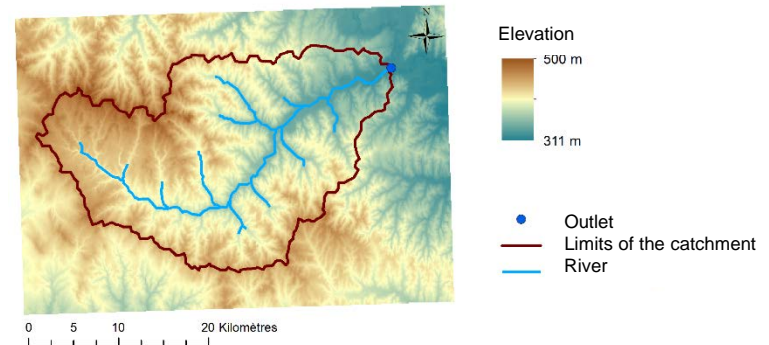 N
Elevation
500 m
311 m
Outlet
Limits of the catchment
River
0 5 10 20 Kilomètres